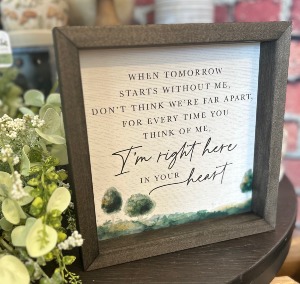 WHEN TOMORROW
STARTS WITHOUT ME,
DON'T THINK WE'RE FAR APART,
FOR EVERY TIME YOU
THINK OF ME,
I'm right here
IN YOUR heart